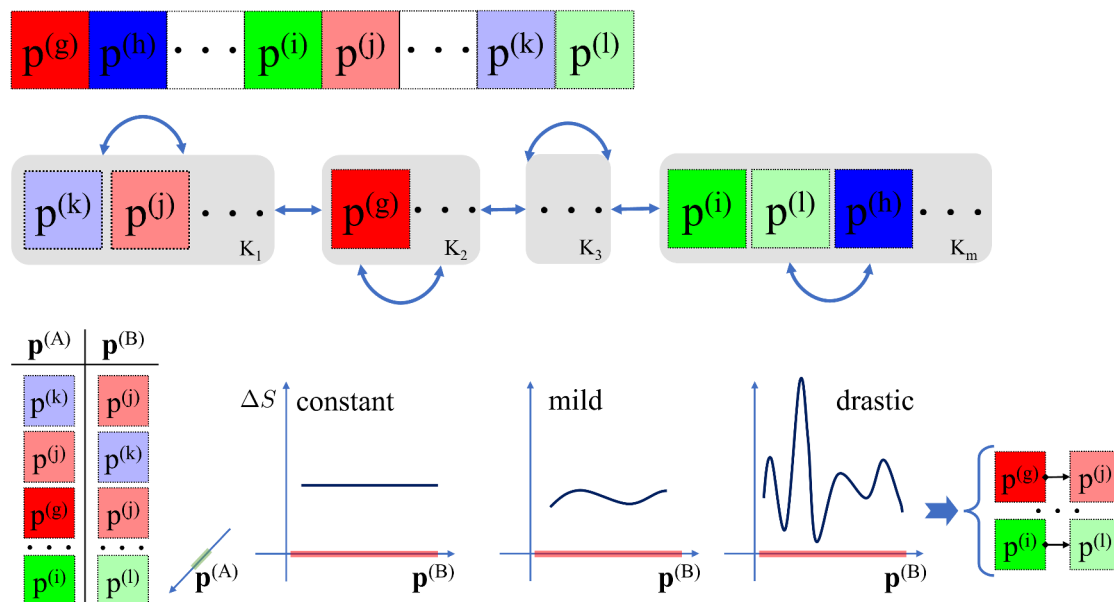 p(g) p(h) · · · p(i) p(j) · · · p(k) p(l)
p(k) p(j) · · · K1 p(g) · · · K2 · · · K3 p(i) p(l) p(h) · · · Km
p(A) p(B)
p(k) p(j)
p(j) p(k)
p(g) p(j)
· · · · · ·
p(i) p(l)
p(A)
ΔS constant
p(B)
mild
p(B)
drastic
p(B)
p(g) p(j)
· · ·
p(i) p(l)